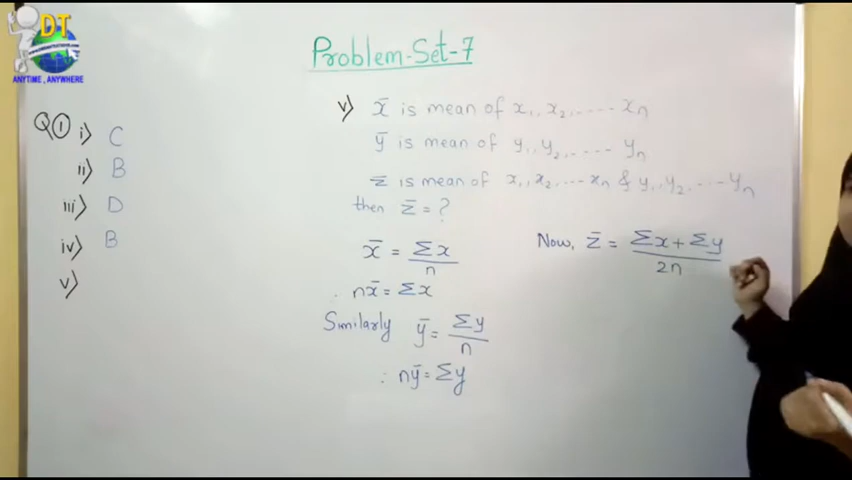 DT
ANYTIME, ANYWHERE
Problem-Set-7
Q① i) C
ii) B
iii) D
iv) B
v)
v) x̄ is mean of x₁, x₂, ..... xₙ
ȳ is mean of y₁, y₂, ..... yₙ
z̄ is mean of x₁, x₂ .... xₙ & y₁, y₂, .... yₙ
then z̄ = ?
x̄ = Σx/n
∴ nx̄ = Σx
Similarly ȳ = Σy/n
∴ nȳ = Σy
Now, z̄ = Σx + Σy/2n